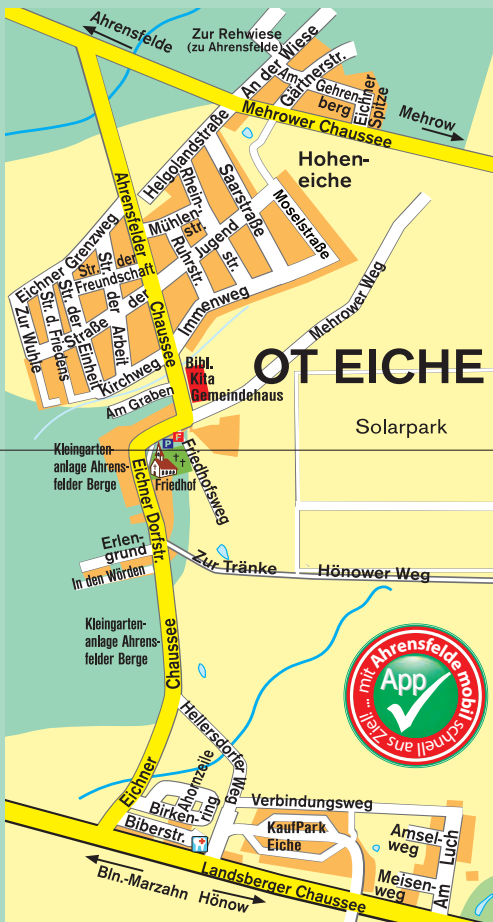 Ahrensfelde
Zur Rehwiese
(zu Ahrensfelde)
An der Wiese
Am
Gehren-
berg
Gärtnerstr.
Eichner
Spitze
Mehrower Chaussee
Mehrow
Hohen-
eiche
Helgolandstraße
Ahrensfelder
Chaussee
Rhein-
Saarstraße
Moselstraße
Mühlen-
str.
Ruhrstr.
Jugend
str.
Eichner Grenzweg
Str. der
Freundschaft
Str. der
Einheit
Str. d. Friedens
Str. der
Arbeit
Straße
der
Zur Wuhle
Immenweg
Kirchweg
Am Graben
Mehrower Weg
Bibl.
Kita
Gemeindehaus
OT EICHE
Solarpark
P
F
Kleingarten-
anlage Ahrens-
felder Berge
Friedhof
Friedhofsweg
Eichner Dorfstr.
Erlen-
grund
In den Wörden
Zur Tränke
Hönower Weg
Kleingarten-
anlage Ahrens-
felder Berge
Chaussee
Eichner
... mit Ahrensfelde mobil schnell ans Ziel!
App
Hellersdorfer
Weg
Ahornzeile
Birken-
ring
Biberstr.
Verbindungsweg
KaufPark
Eiche
Amsel-
weg
Meisen-
weg
Am Luch
Landsberger Chaussee
Bln.-Marzahn
Hönow